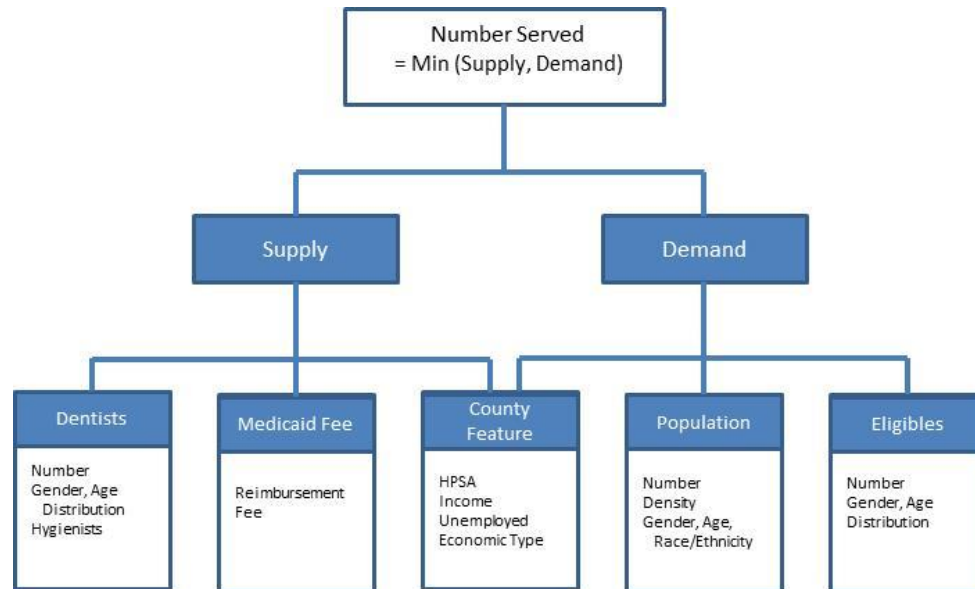 Number Served
= Min (Supply, Demand)
Supply
Demand
Dentists
Number
Gender, Age
Distribution
Hygienists
Medicaid Fee
Reimbursement
Fee
County
Feature
HPSA
Income
Unemployed
Economic Type
Population
Number
Density
Gender, Age,
Race/Ethnicity
Eligibles
Number
Gender, Age
Distribution